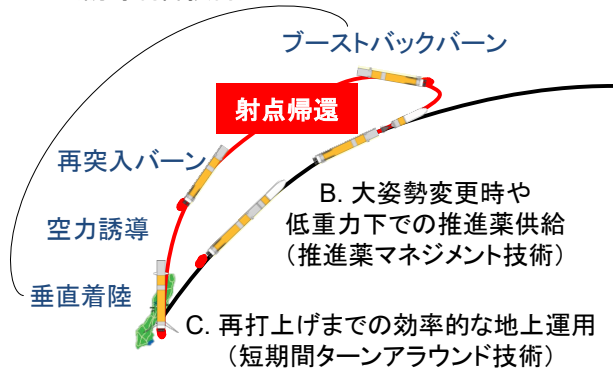 ブーストバックバーン
射点帰還
再突入バーン
空力誘導
垂直着陸
B. 大姿勢変更時や
低重力下での推進薬供給
（推進薬マネジメント技術）
C. 再打上げまでの効率的な地上運用
（短期間ターンアラウンド技術）